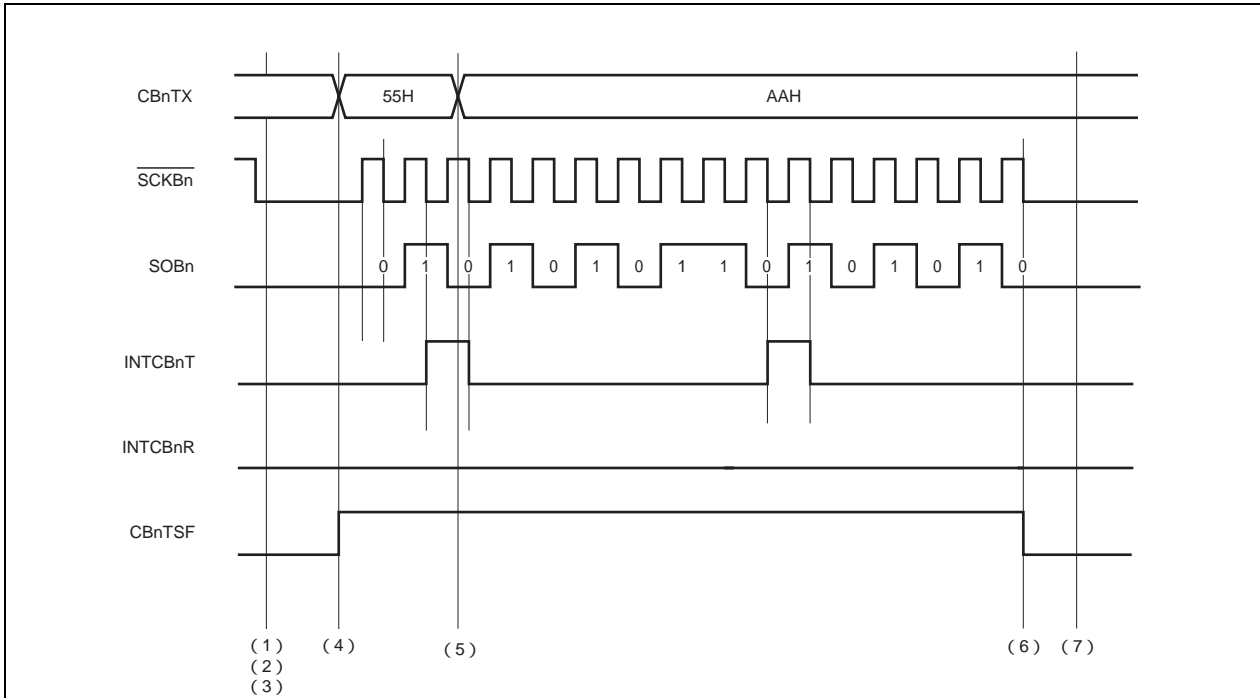 CBnTX 55H AAH
SCKBn
SOBn 0 1 0 1 0 1 0 1 1 0 1 0 1 0 1 0
INTCBnT
INTCBnR
CBnTSF
(1) (4) (5) (6) (7)
(2)
(3)